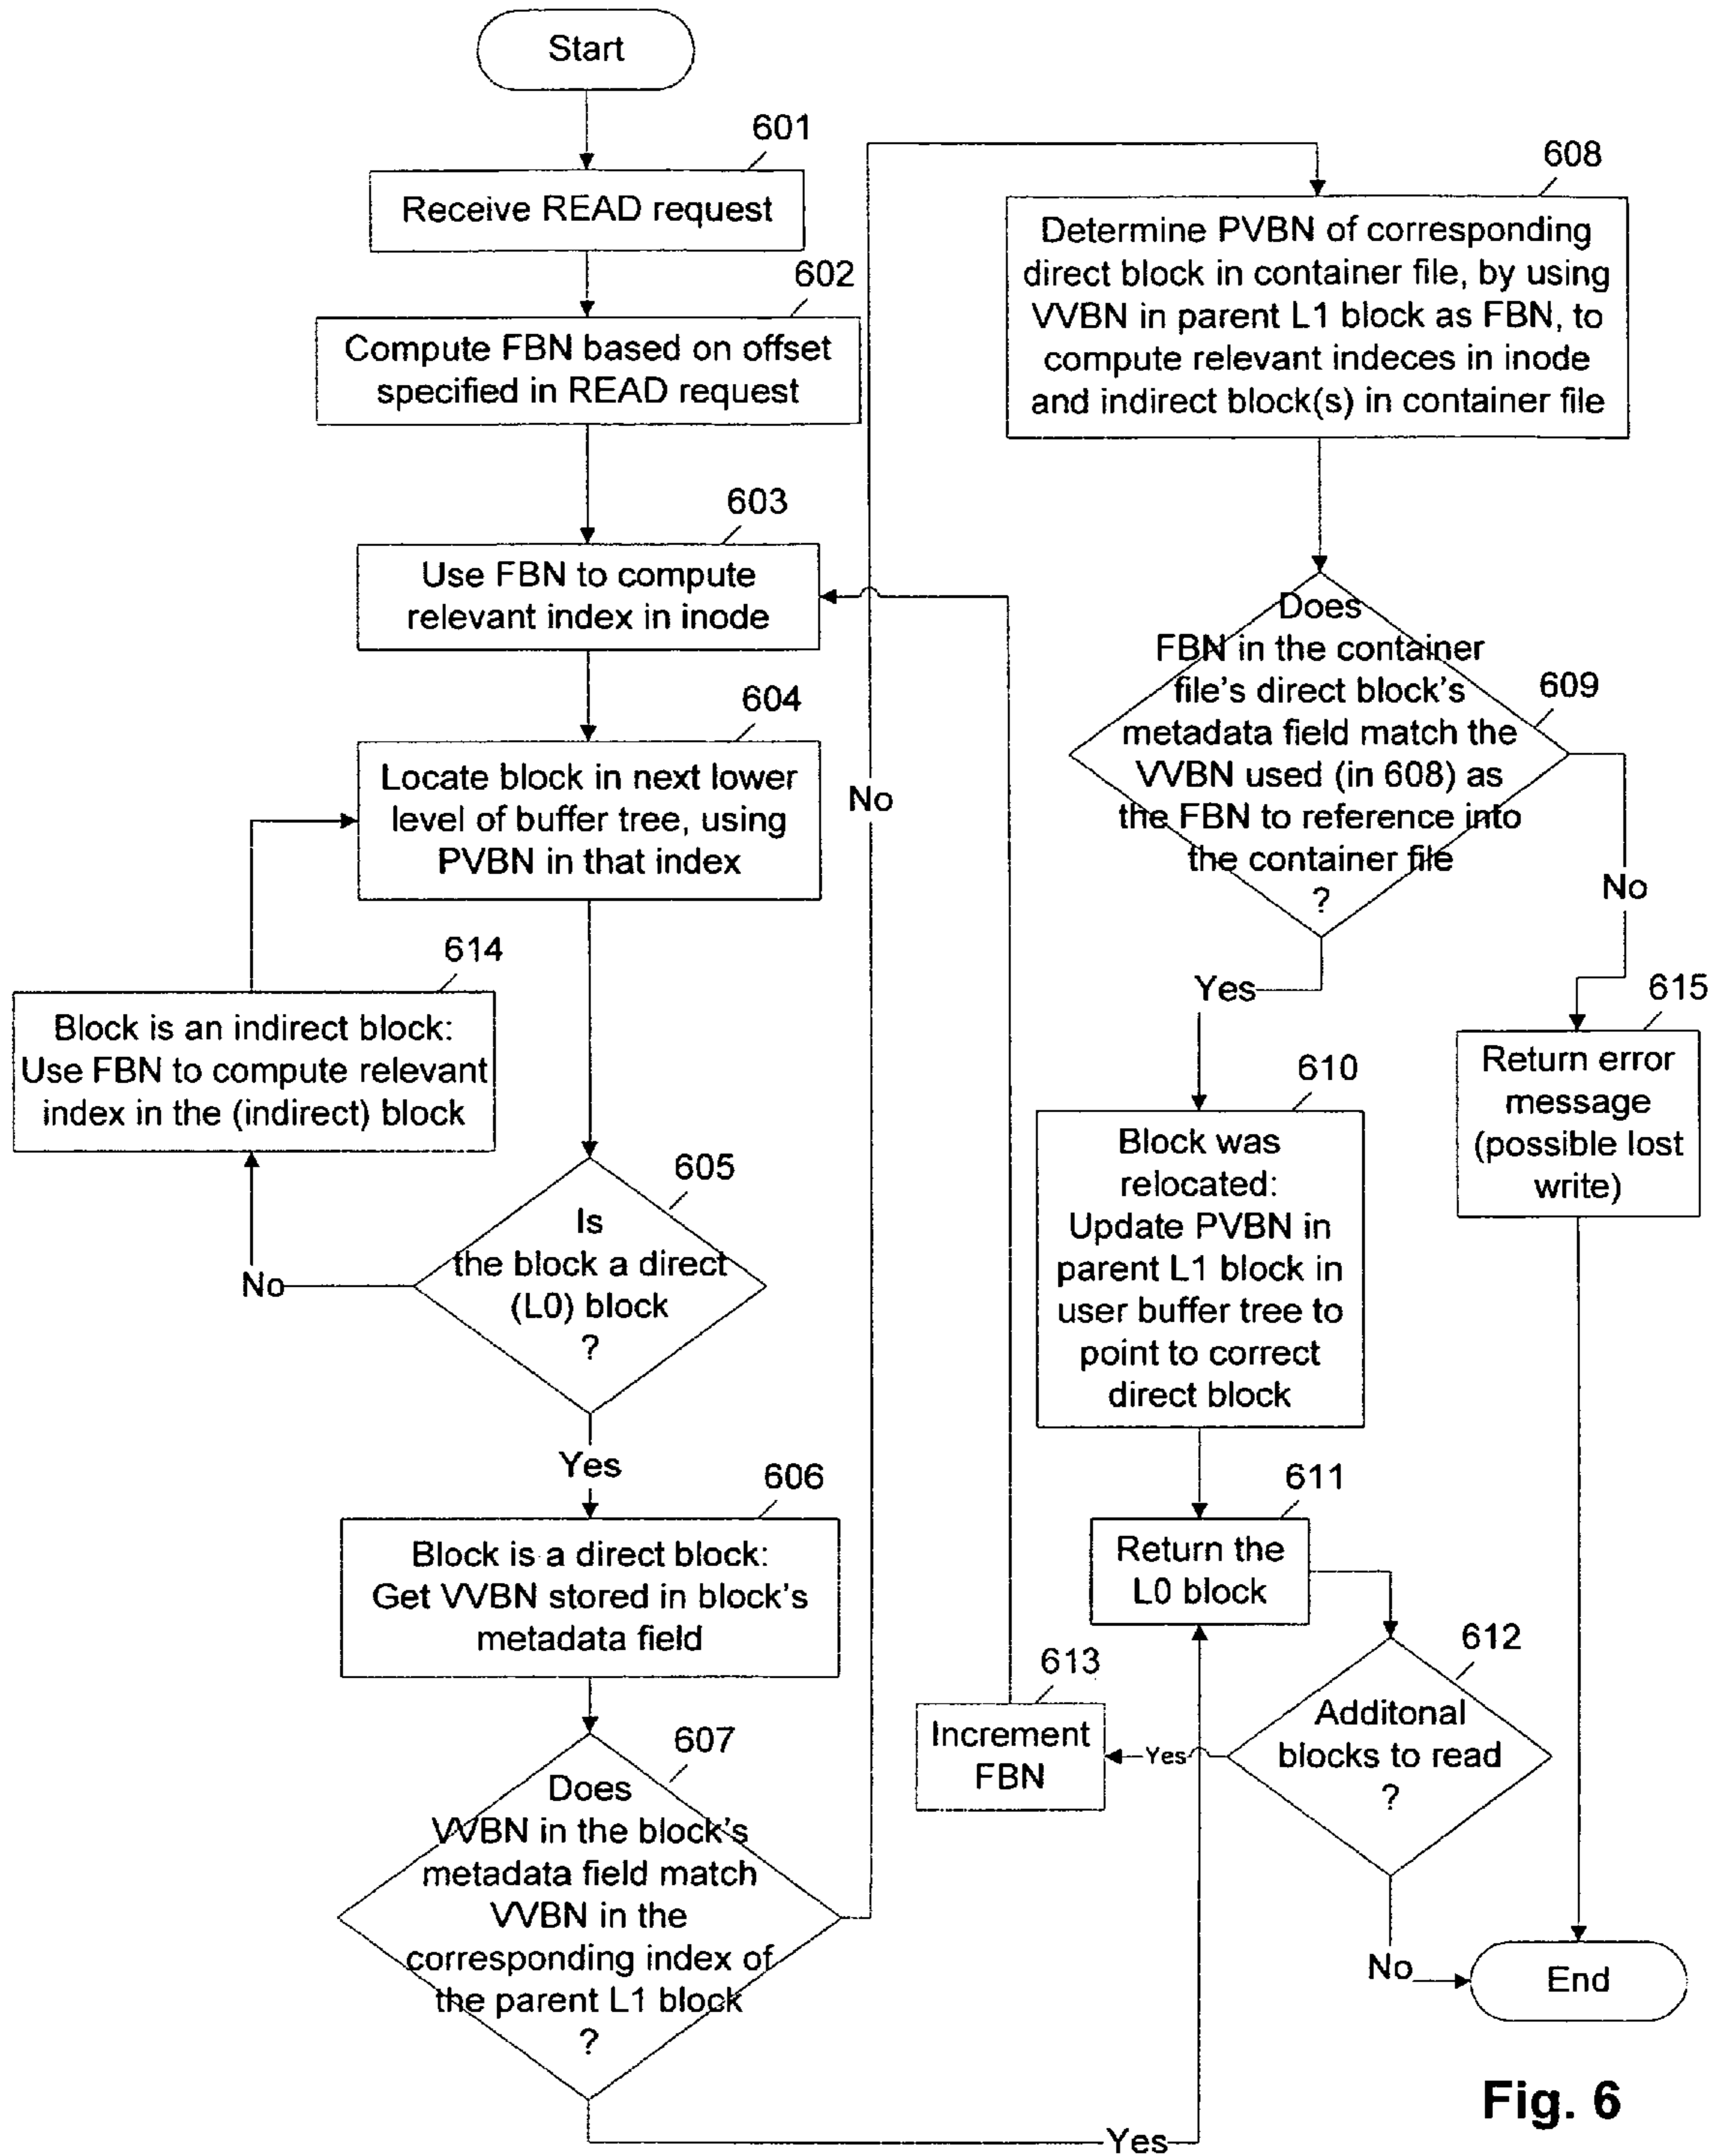 Start
601
Receive READ request
602
Compute FBN based on offset
specified in READ request
603
Use FBN to compute
relevant index in inode
604
Locate block in next lower
level of buffer tree, using
PVBN in that index
614
Block is an indirect block:
Use FBN to compute relevant
index in the (indirect) block
605
Is
the block a direct
(L0) block
?
No
Yes
606
Block is a direct block:
Get VVBN stored in block's
metadata field
607
Does
VVBN in the block's
metadata field match
VVBN in the
corresponding index of
the parent L1 block
?
No
Yes
608
Determine PVBN of corresponding
direct block in container file, by using
VVBN in parent L1 block as FBN, to
compute relevant indeces in inode
and indirect block(s) in container file
609
Does
FBN in the container
file's direct block's
metadata field match the
VVBN used (in 608) as
the FBN to reference into
the container file
?
No
Yes
615
Return error
message
(possible lost
write)
610
Block was
relocated:
Update PVBN in
parent L1 block in
user buffer tree to
point to correct
direct block
611
Return the
L0 block
612
Additonal
blocks to read
?
Yes
613
Increment
FBN
No
End
Fig. 6